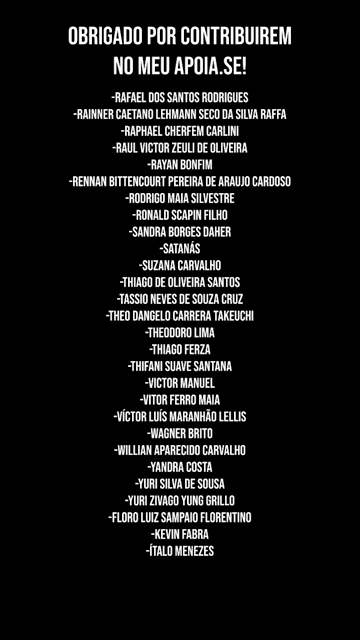 OBRIGADO POR CONTRIBUIREM
NO MEU APOIA.SE!
-RAFAEL DOS SANTOS RODRIGUES
-RAINNER CAETANO LEHMANN SECO DA SILVA RAFFA
-RAPHAEL CHERFEM CARLINI
-RAUL VICTOR ZEULI DE OLIVEIRA
-RAYAN BONFIM
-RENNAN BITTENCOURT PEREIRA DE ARAUJO CARDOSO
-RODRIGO MAIA SILVESTRE
-RONALD SCAPIN FILHO
-SANDRA BORGES DAHER
-SATANÁS
-SUZANA CARVALHO
-THIAGO DE OLIVEIRA SANTOS
-TASSIO NEVES DE SOUZA CRUZ
-THEO DANGELO CARRERA TAKEUCHI
-THEODORO LIMA
-THIAGO FERZA
-THIFANI SUAVE SANTANA
-VICTOR MANUEL
-VITOR FERRO MAIA
-VÍCTOR LUÍS MARANHÃO LELLIS
-WAGNER BRITO
-WILLIAN APARECIDO CARVALHO
-YANDRA COSTA
-YURI SILVA DE SOUSA
-YURI ZIVAGO YUNG GRILLO
-FLORO LUIZ SAMPAIO FLORENTINO
-KEVIN FABRA
-ÍTALO MENEZES